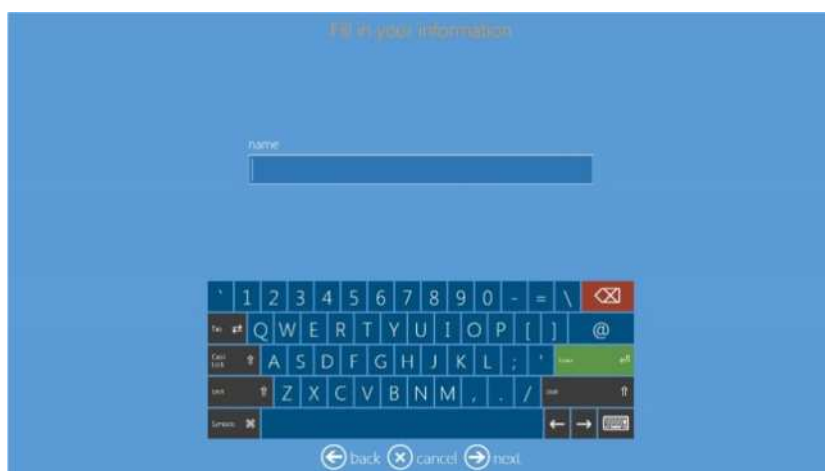 Fill in your information
name
` 1 2 3 4 5 6 7 8 9 0 - = \
Tab Q W E R T Y U I O P [ ] @
Caps Lock A S D F G H J K L ; ' Enter
Shift Z X C V B N M , . / Shift
back cancel next